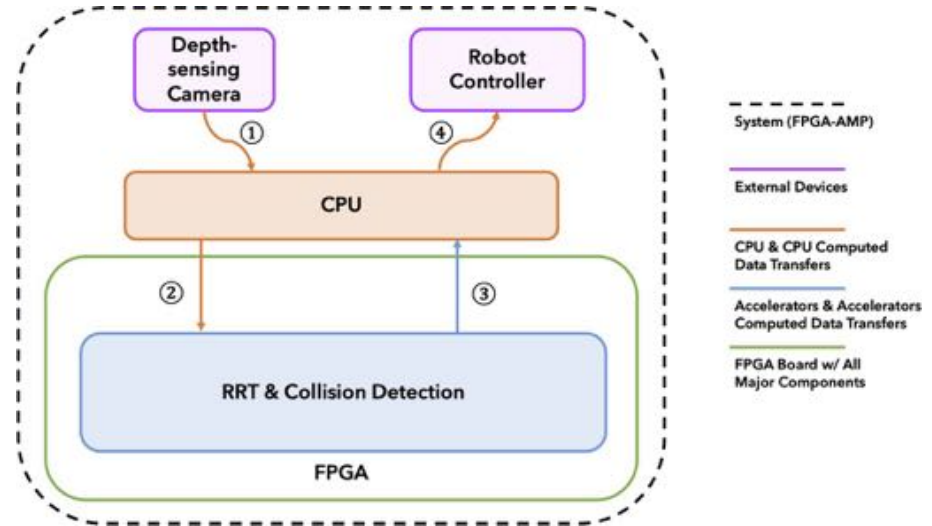 Depth-
sensing
Camera
Robot
Controller
①
④
CPU
②
③
RRT & Collision Detection
FPGA
System (FPGA-AMP)
External Devices
CPU & CPU Computed
Data Transfers
Accelerators & Accelerators
Computed Data Transfers
FPGA Board w/ All
Major Components